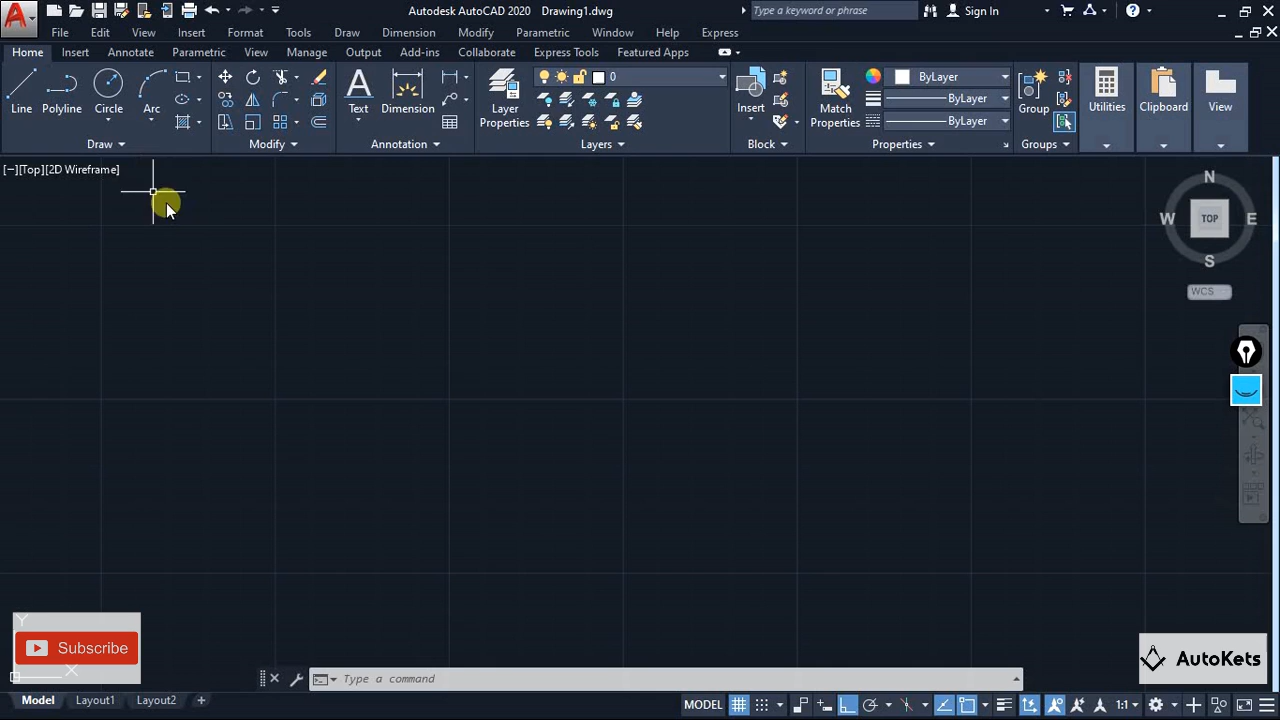 Autodesk AutoCAD 2020 Drawing1.dwg
Type a keyword or phrase
Sign In
File Edit View Insert Format Tools Draw Dimension Modify Parametric Window Help Express
Home Insert Annotate Parametric View Manage Output Add-ins Collaborate Express Tools Featured Apps
Line Polyline Circle Arc
Text Dimension
Layer Properties
0
Insert
Match Properties
ByLayer
ByLayer
ByLayer
Group
Utilities
Clipboard
View
Draw Modify Annotation Layers Block Properties Groups
[−][Top][2D Wireframe]
N
W TOP E
S
WCS
Y
Subscribe
X
AutoKets
Type a command
Model Layout1 Layout2 +
MODEL
1:1